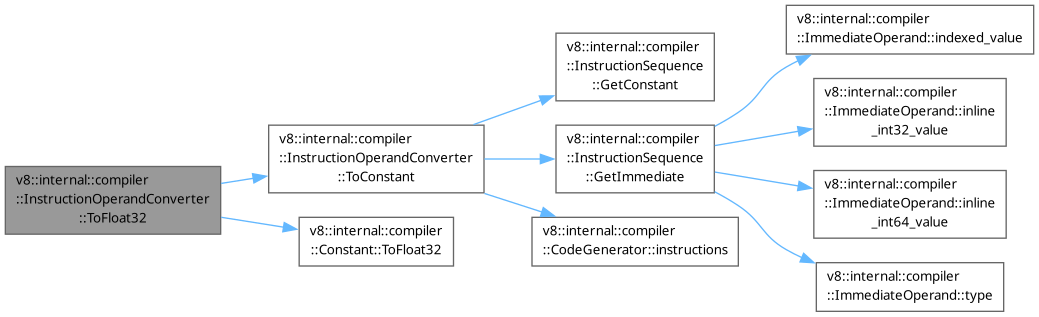 v8::internal::compiler
::InstructionOperandConverter
::ToFloat32
v8::internal::compiler
::InstructionOperandConverter
::ToConstant
v8::internal::compiler
::Constant::ToFloat32
v8::internal::compiler
::InstructionSequence
::GetConstant
v8::internal::compiler
::InstructionSequence
::GetImmediate
v8::internal::compiler
::CodeGenerator::instructions
v8::internal::compiler
::ImmediateOperand::indexed_value
v8::internal::compiler
::ImmediateOperand::inline
_int32_value
v8::internal::compiler
::ImmediateOperand::inline
_int64_value
v8::internal::compiler
::ImmediateOperand::type